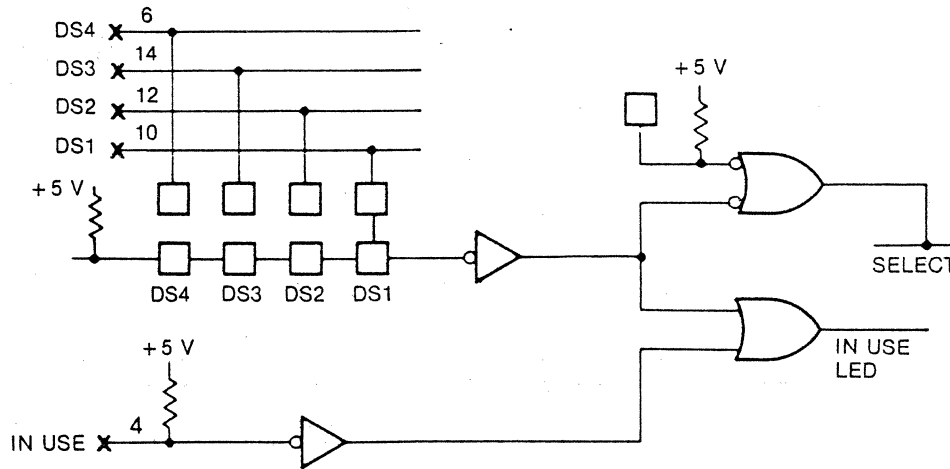 DS4 6
DS3 14
DS2 12
DS1 10
+ 5 V
+ 5 V
DS4 DS3 DS2 DS1
SELECT
+ 5 V
IN USE
LED
IN USE 4